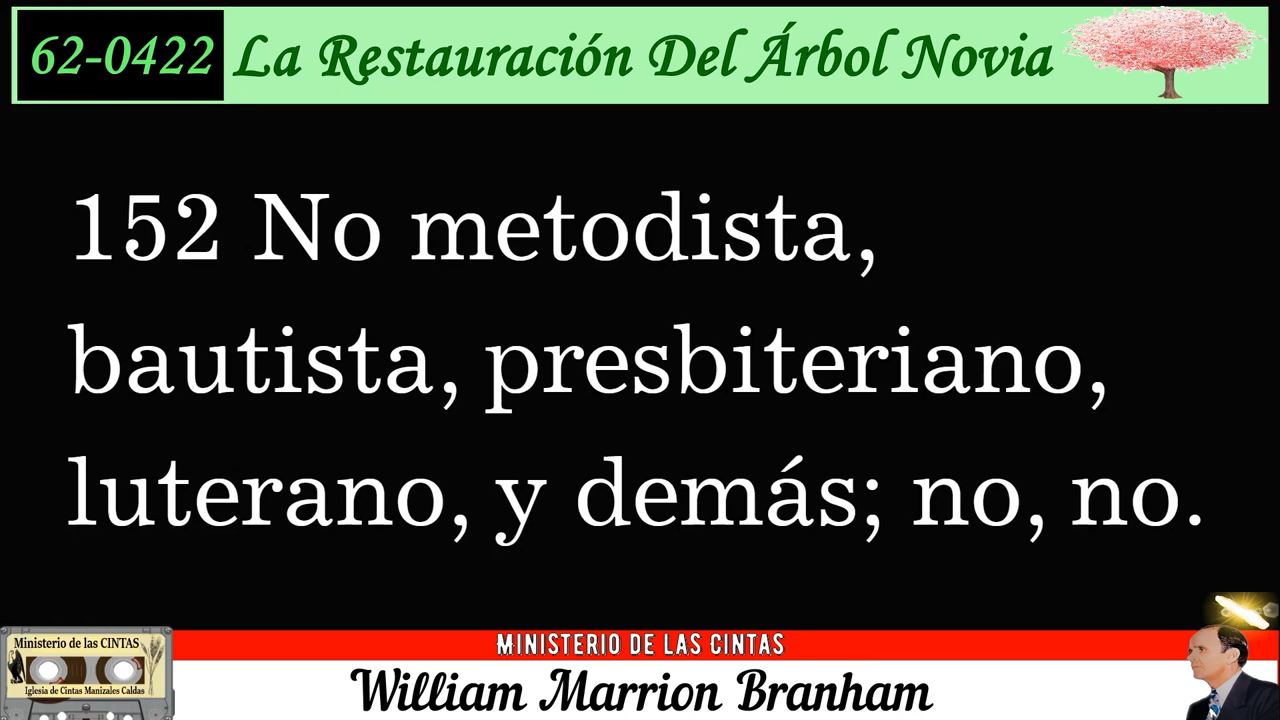 62-0422 La Restauración Del Árbol Novia
152 No metodista,
bautista, presbiteriano,
luterano, y demás; no, no.
MINISTERIO DE LAS CINTAS
William Marrion Branham
Ministerio de las CINTAS
Iglesia de Cintas Manizales Caldas